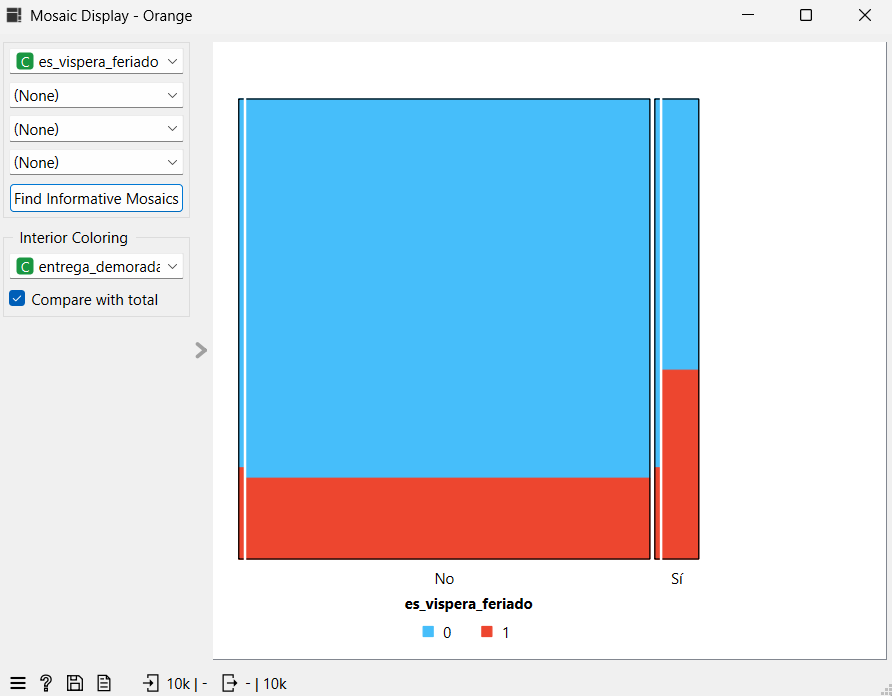 Mosaic Display - Orange
C es_vispera_feriado
(None)
(None)
(None)
Find Informative Mosaics
Interior Coloring
C entrega_demorada
Compare with total
No Sí
es_vispera_feriado
0 1
? 10k | - - | 10k